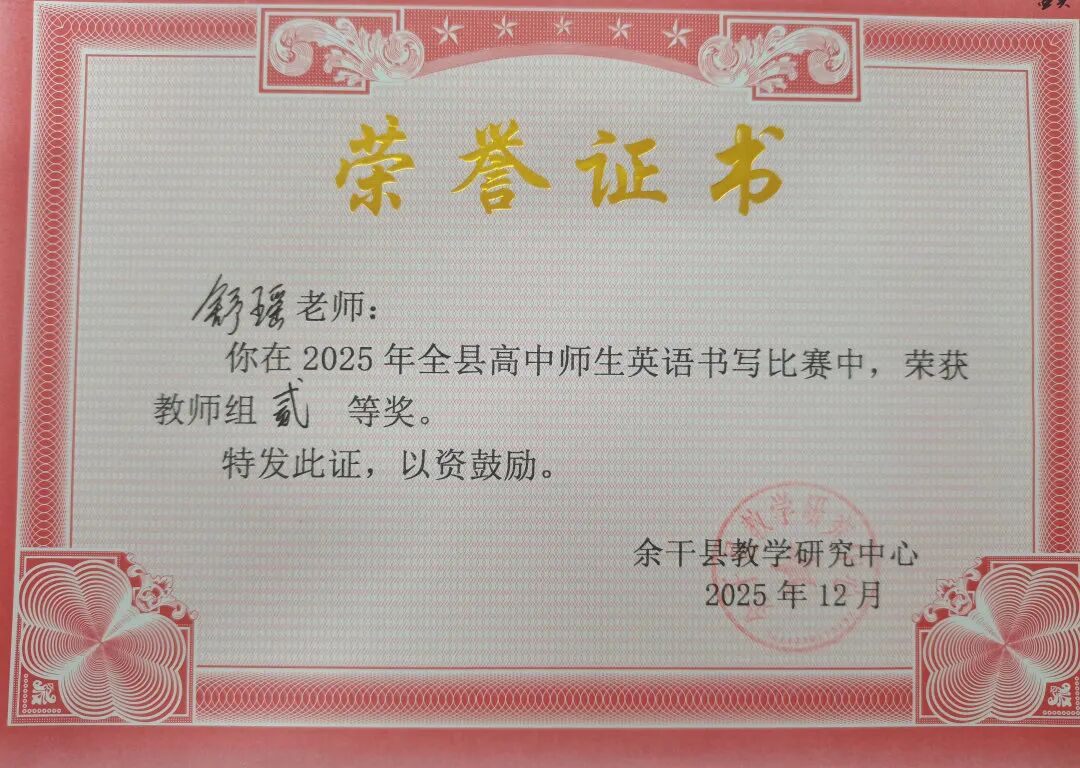 荣誉证书
舒瑶老师：
你在2025年全县高中师生英语书写比赛中，荣获
教师组 贰 等奖。
特发此证，以资鼓励。
余干县教学研究中心
2025年12月